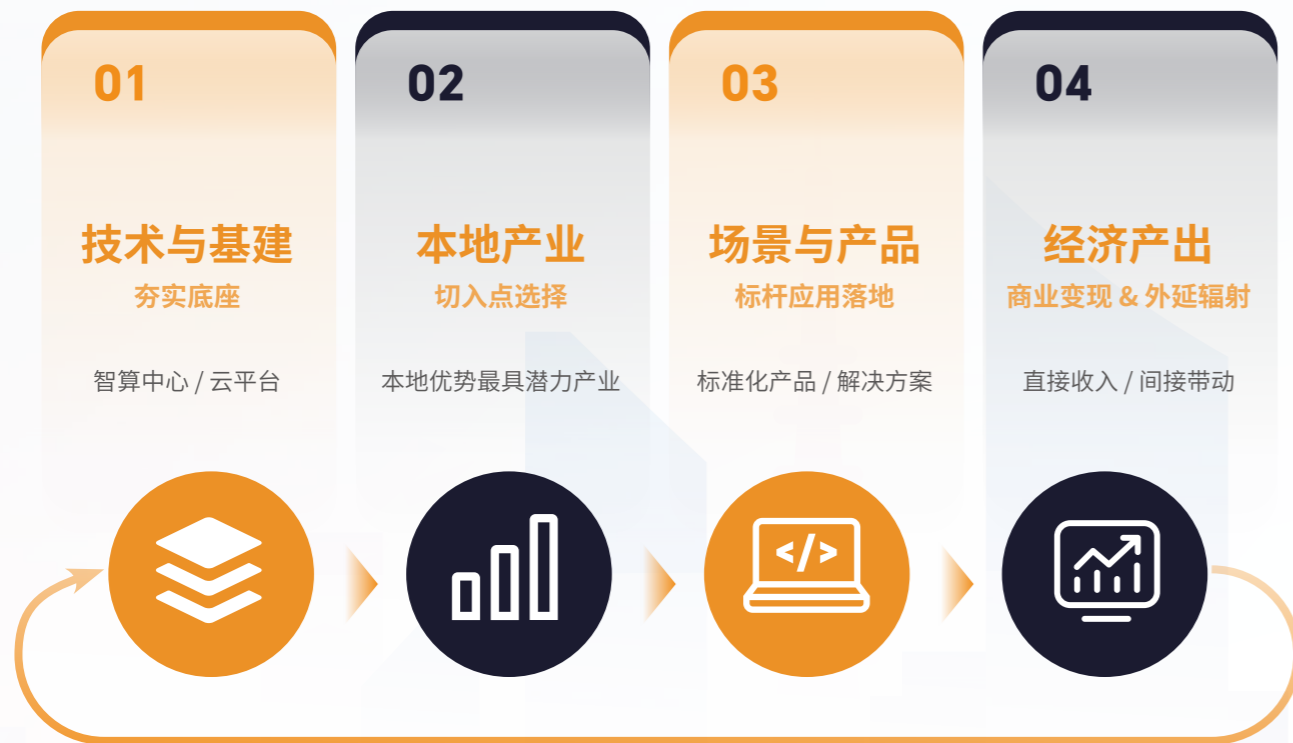 01
技术与基建
夯实底座
智算中心 / 云平台
02
本地产业
切入点选择
本地优势最具潜力产业
03
场景与产品
标杆应用落地
标准化产品 / 解决方案
</>
04
经济产出
商业变现 & 外延辐射
直接收入 / 间接带动